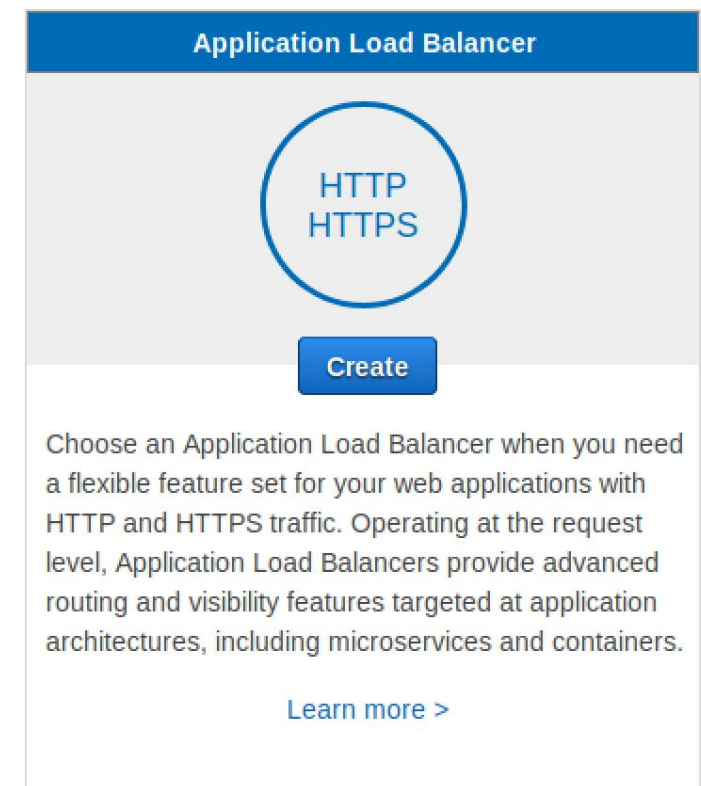 Application Load Balancer
HTTP
HTTPS
Create
Choose an Application Load Balancer when you need
a flexible feature set for your web applications with
HTTP and HTTPS traffic. Operating at the request
level, Application Load Balancers provide advanced
routing and visibility features targeted at application
architectures, including microservices and containers.
Learn more >